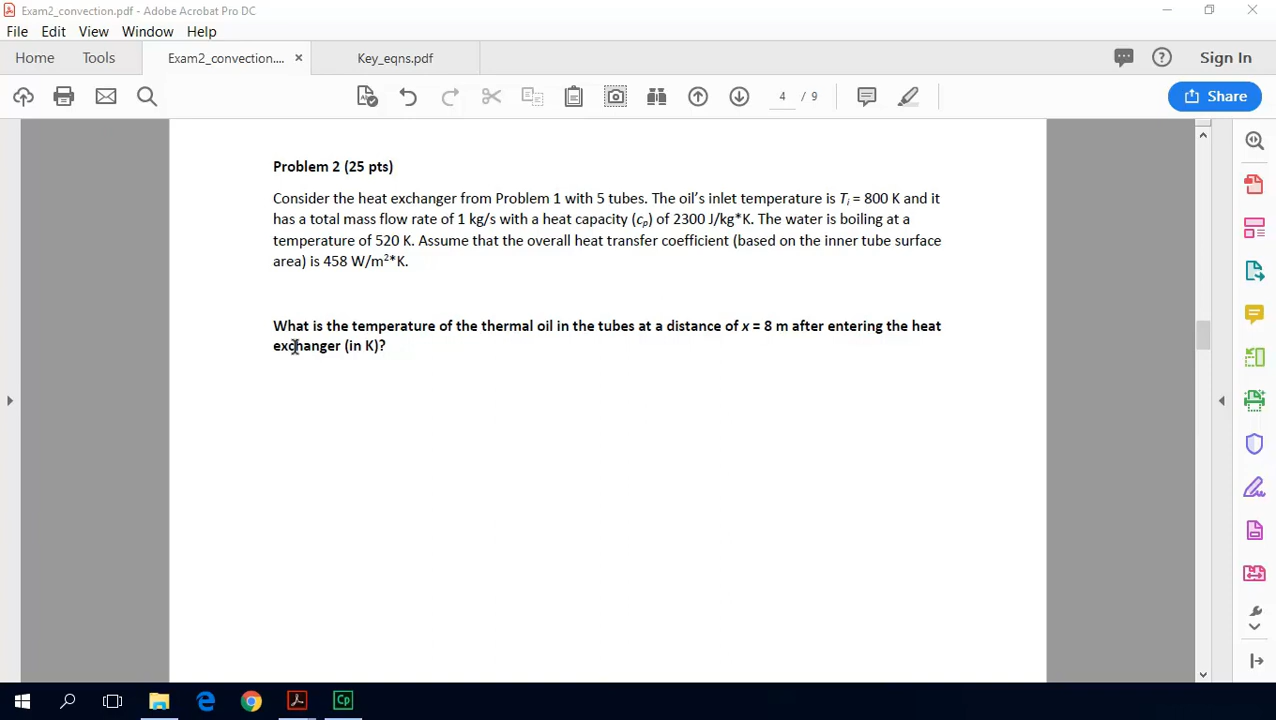 Exam2_convection.pdf - Adobe Acrobat Pro DC
File Edit View Window Help
Home Tools Exam2_convection.... × Key_eqns.pdf Sign In
4 / 9 Share
Problem 2 (25 pts)
Consider the heat exchanger from Problem 1 with 5 tubes. The oil’s inlet temperature is Tᵢ = 800 K and it
has a total mass flow rate of 1 kg/s with a heat capacity (cₚ) of 2300 J/kg*K. The water is boiling at a
temperature of 520 K. Assume that the overall heat transfer coefficient (based on the inner tube surface
area) is 458 W/m²*K.
What is the temperature of the thermal oil in the tubes at a distance of x = 8 m after entering the heat
exchanger (in K)?
Cp